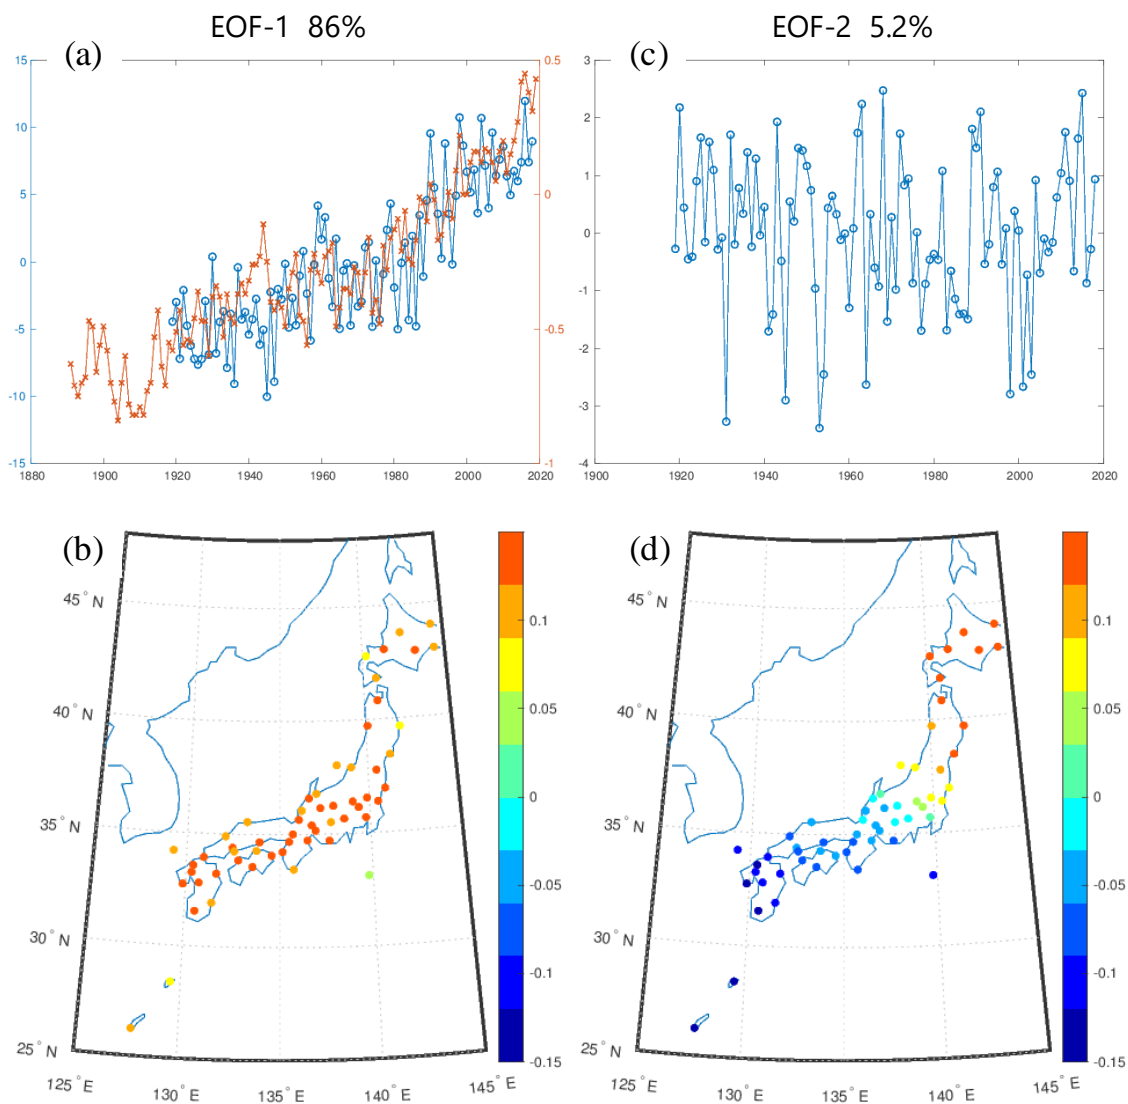 EOF-1 86%
EOF-2 5.2%
(a)
15
10
5
0
-5
-10
-15
0.5
0
-0.5
-1
1880
1900
1920
1940
1960
1980
2000
2020
(c)
3
2
1
0
-1
-2
-3
-4
1900
1920
1940
1960
1980
2000
2020
(b)
45° N
40° N
35° N
30° N
25° N
125° E
130° E
135° E
140° E
145° E
0.1
0.05
0
-0.05
-0.1
-0.15
(d)
45° N
40° N
35° N
30° N
25° N
125° E
130° E
135° E
140° E
145° E
0.1
0.05
0
-0.05
-0.1
-0.15